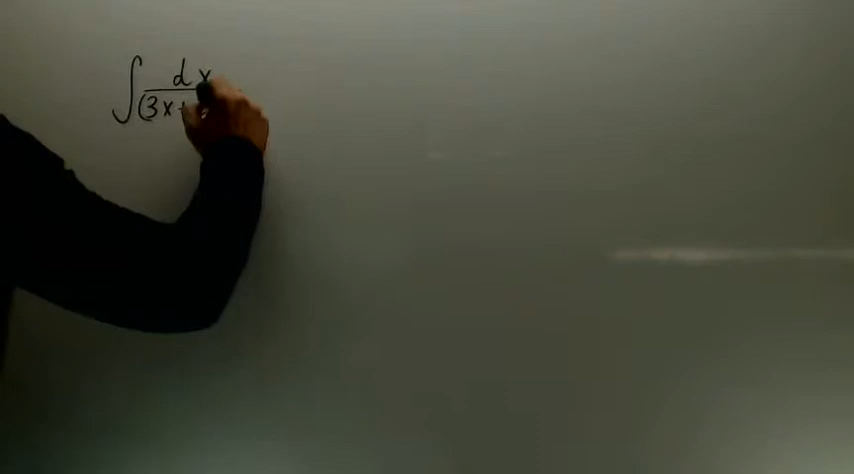 ∫ dx
(3x+